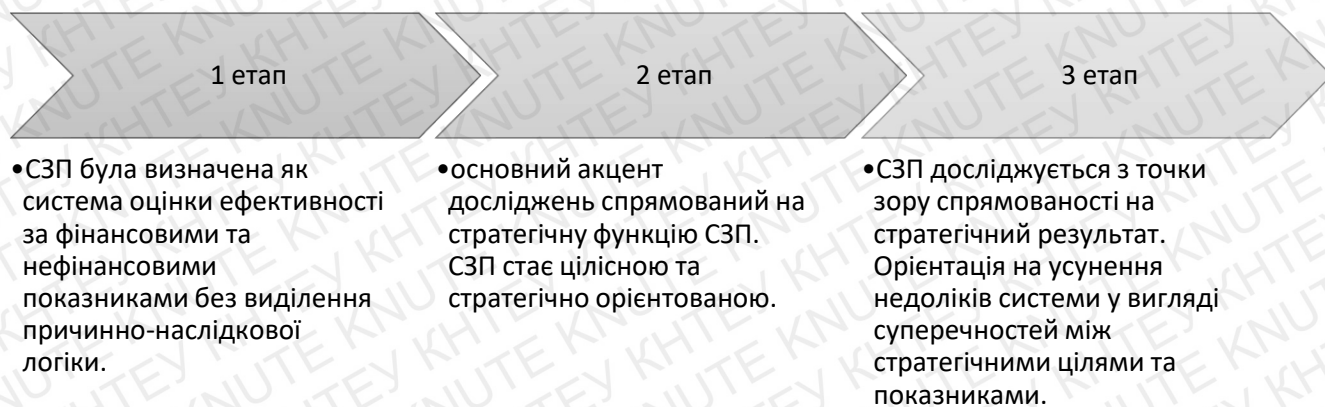 1 етап
2 етап
3 етап
•СЗП була визначена як
система оцінки ефективності
за фінансовими та
нефінансовими
показниками без виділення
причинно-наслідкової
логіки.
•основний акцент
досліджень спрямований на
стратегічну функцію СЗП.
СЗП стає цілісною та
стратегічно орієнтованою.
•СЗП досліджується з точки
зору спрямованості на
стратегічний результат.
Орієнтація на усунення
недоліків системи у вигляді
суперечностей між
стратегічними цілями та
показниками.